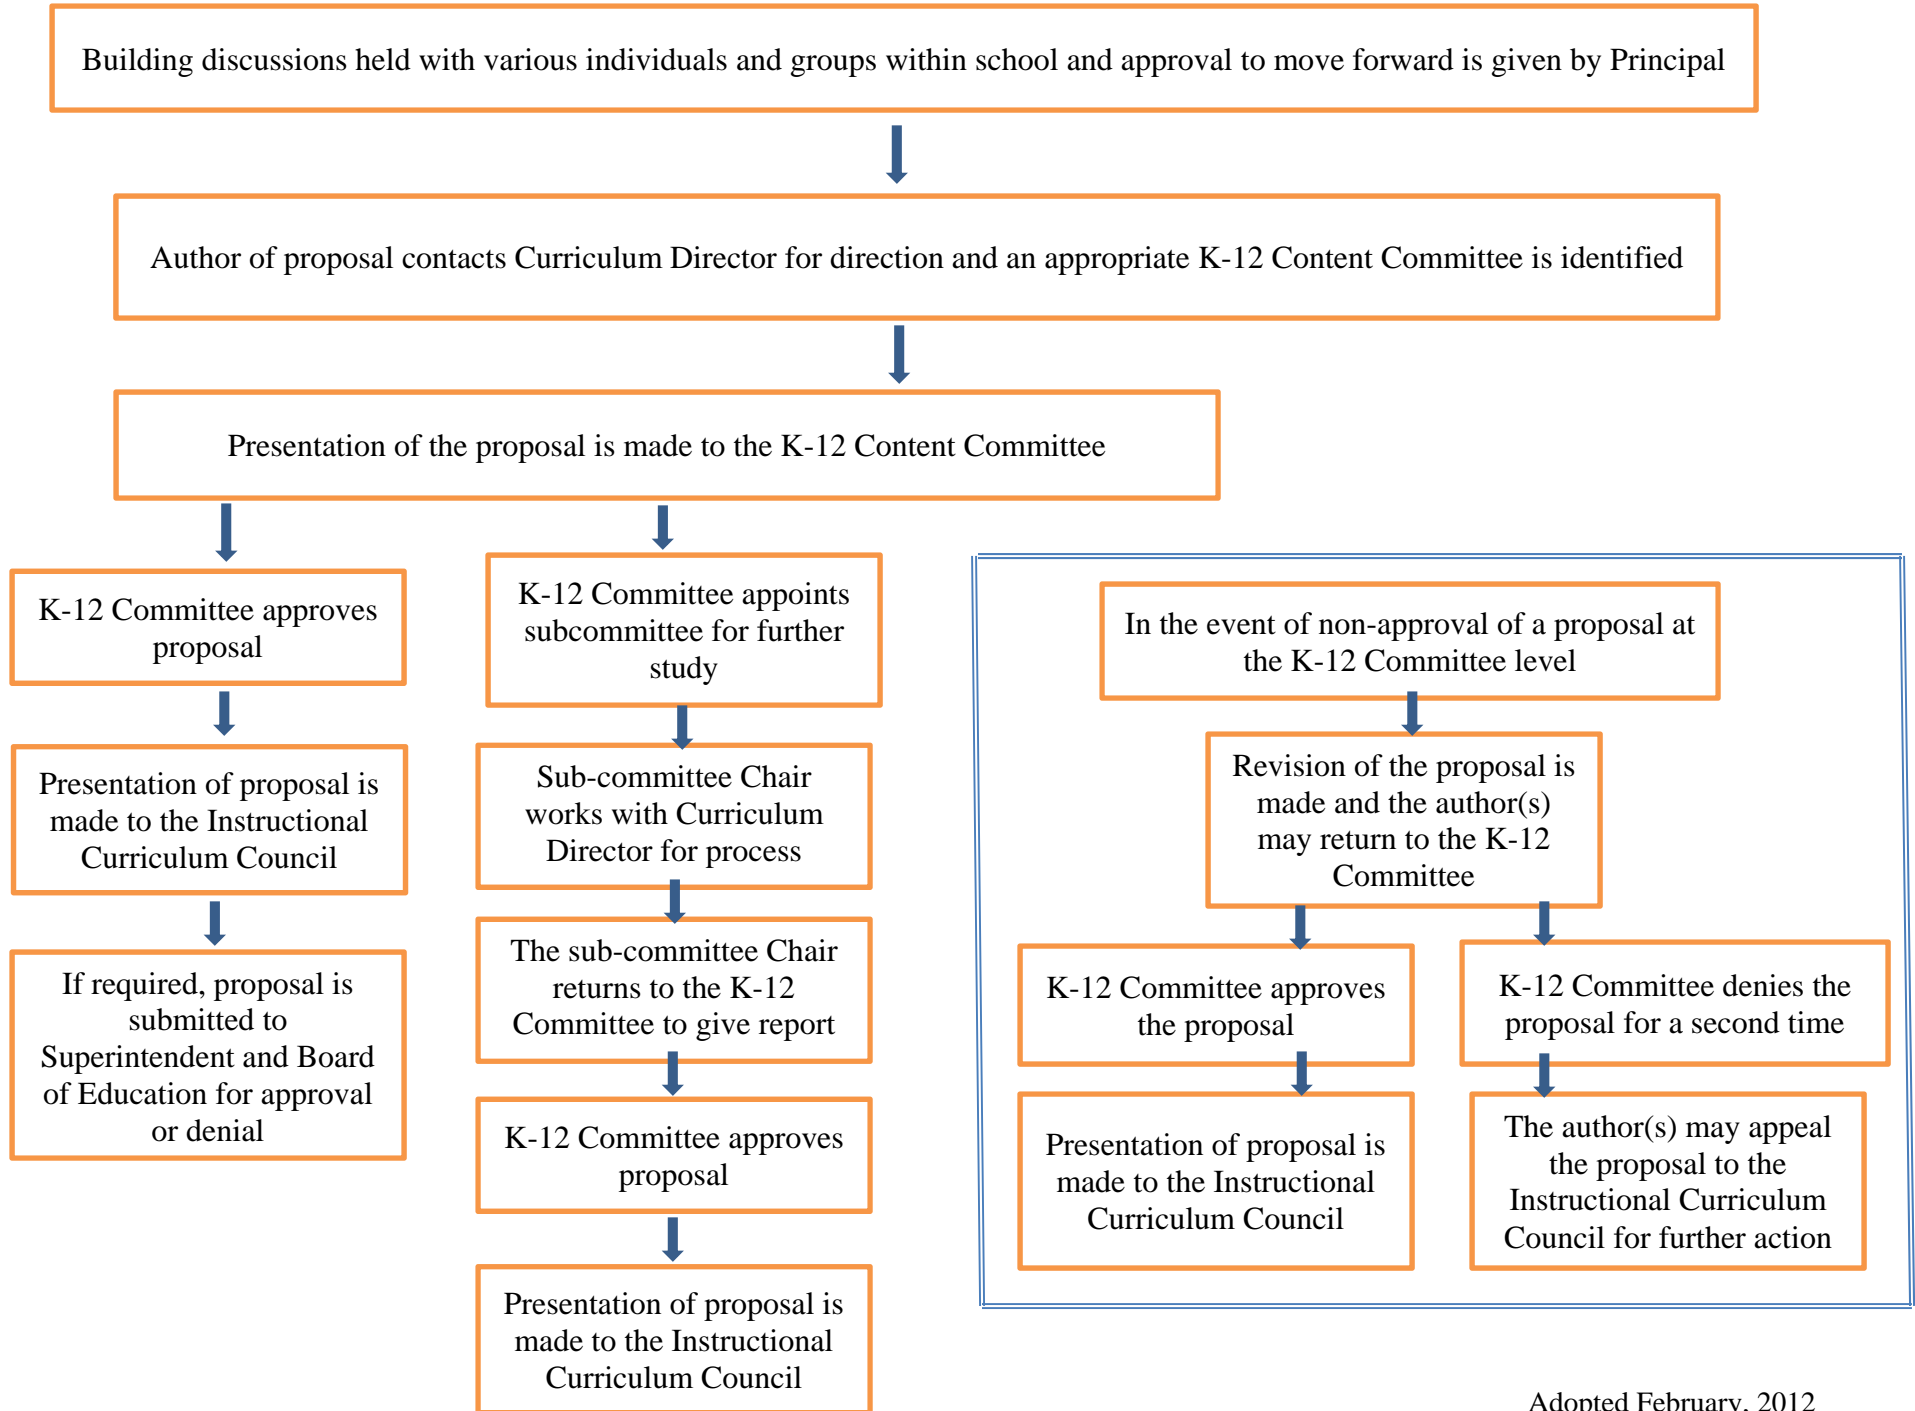 Building discussions held with various individuals and groups within school and approval to move forward is given by Principal
Author of proposal contacts Curriculum Director for direction and an appropriate K-12 Content Committee is identified
Presentation of the proposal is made to the K-12 Content Committee
K-12 Committee approves
proposal
Presentation of proposal is
made to the Instructional
Curriculum Council
If required, proposal is
submitted to
Superintendent and Board
of Education for approval
or denial
K-12 Committee appoints
subcommittee for further
study
Sub-committee Chair
works with Curriculum
Director for process
The sub-committee Chair
returns to the K-12
Committee to give report
K-12 Committee approves
proposal
Presentation of proposal is
made to the Instructional
Curriculum Council
In the event of non-approval of a proposal at
the K-12 Committee level
Revision of the proposal is
made and the author(s)
may return to the K-12
Committee
K-12 Committee approves
the proposal
Presentation of proposal is
made to the Instructional
Curriculum Council
K-12 Committee denies the
proposal for a second time
The author(s) may appeal
the proposal to the
Instructional Curriculum
Council for further action
Adopted February, 2012